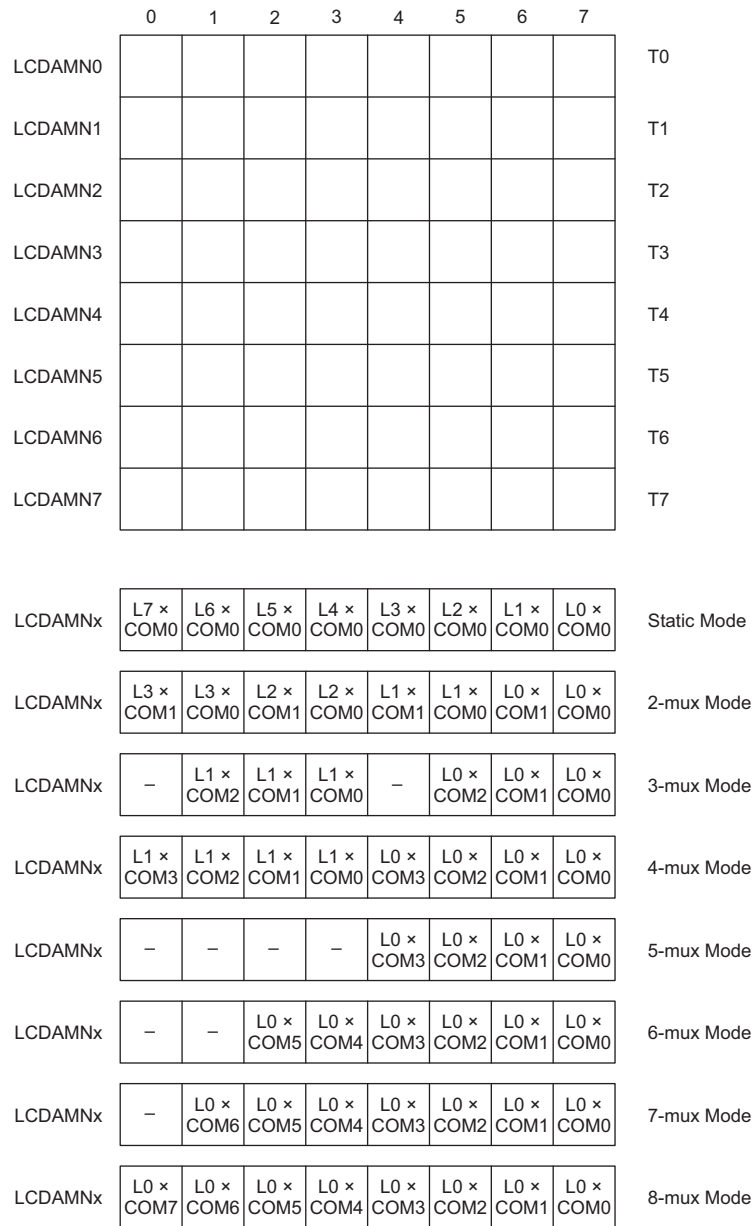 0 1 2 3 4 5 6 7
LCDAMN0 T0
LCDAMN1 T1
LCDAMN2 T2
LCDAMN3 T3
LCDAMN4 T4
LCDAMN5 T5
LCDAMN6 T6
LCDAMN7 T7
LCDAMNx L7 × COM0 L6 × COM0 L5 × COM0 L4 × COM0 L3 × COM0 L2 × COM0 L1 × COM0 L0 × COM0 Static Mode
LCDAMNx L3 × COM1 L3 × COM0 L2 × COM1 L2 × COM0 L1 × COM1 L1 × COM0 L0 × COM1 L0 × COM0 2-mux Mode
LCDAMNx – L1 × COM2 L1 × COM1 L1 × COM0 – L0 × COM2 L0 × COM1 L0 × COM0 3-mux Mode
LCDAMNx L1 × COM3 L1 × COM2 L1 × COM1 L1 × COM0 L0 × COM3 L0 × COM2 L0 × COM1 L0 × COM0 4-mux Mode
LCDAMNx – – – – L0 × COM3 L0 × COM2 L0 × COM1 L0 × COM0 5-mux Mode
LCDAMNx – – L0 × COM5 L0 × COM4 L0 × COM3 L0 × COM2 L0 × COM1 L0 × COM0 6-mux Mode
LCDAMNx – L0 × COM6 L0 × COM5 L0 × COM4 L0 × COM3 L0 × COM2 L0 × COM1 L0 × COM0 7-mux Mode
LCDAMNx L0 × COM7 L0 × COM6 L0 × COM5 L0 × COM4 L0 × COM3 L0 × COM2 L0 × COM1 L0 × COM0 8-mux Mode